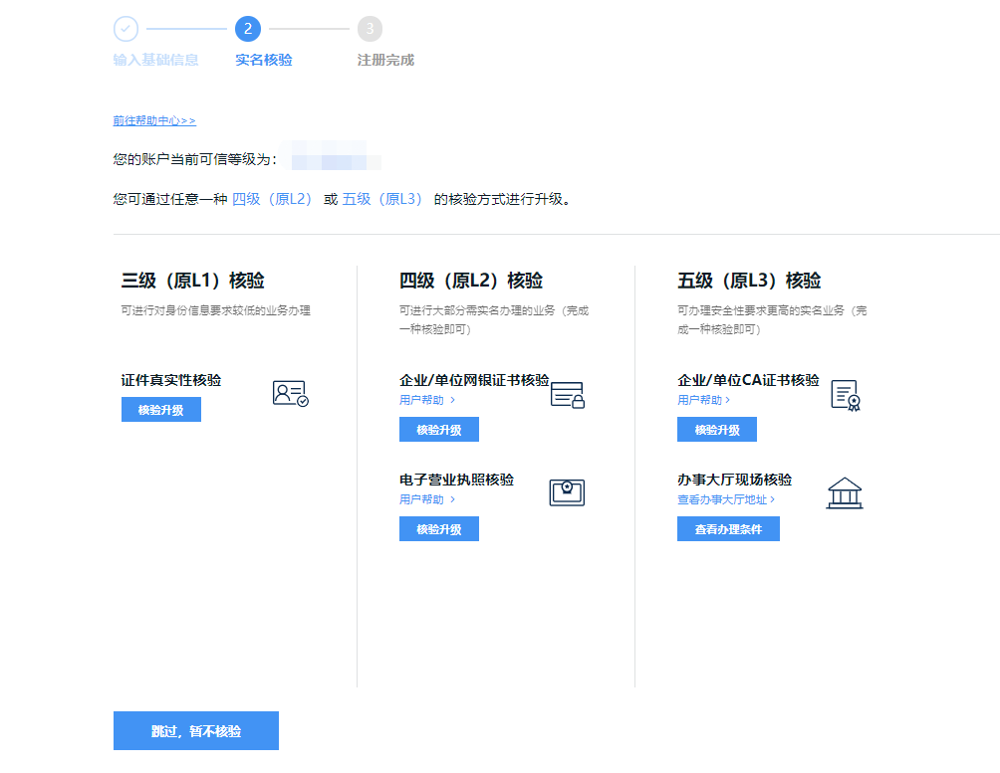 2
3
输入基础信息
实名核验
注册完成
前往帮助中心>>
您的账户当前可信等级为：
您可通过任意一种 四级（原L2） 或 五级（原L3） 的核验方式进行升级。
三级（原L1）核验
可进行对身份信息要求较低的业务办理
证件真实性核验
核验升级
四级（原L2）核验
可进行大部分需实名办理的业务（完成
一种核验即可）
企业/单位网银证书核验
用户帮助 >
核验升级
电子营业执照核验
用户帮助 >
核验升级
五级（原L3）核验
可办理安全性要求更高的实名业务（完
成一种核验即可）
企业/单位CA证书核验
用户帮助 >
核验升级
办事大厅现场核验
查看办事大厅地址 >
查看办理条件
跳过，暂不核验